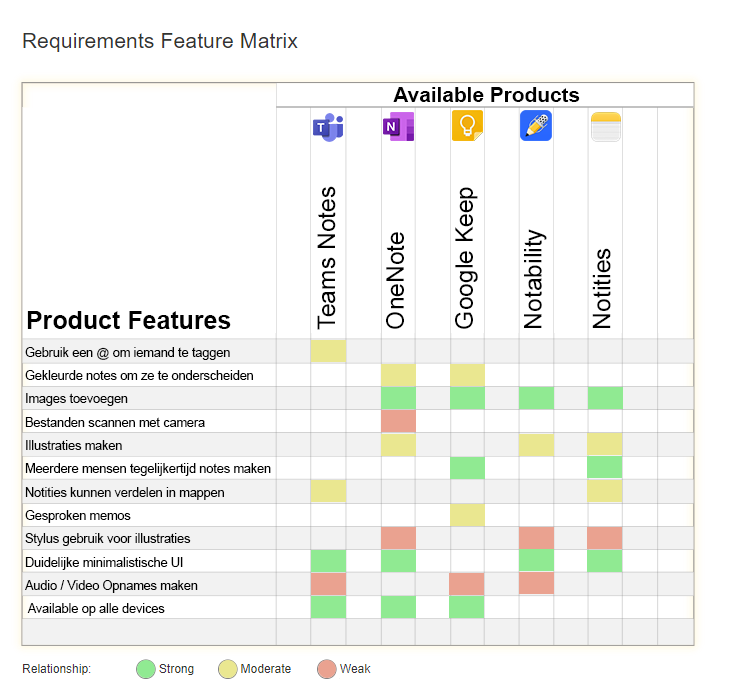 Requirements Feature Matrix
Available Products
T
N
Teams Notes
OneNote
Google Keep
Notability
Notities
Product Features
Gebruik een @ om iemand te taggen
Gekleurde notes om ze te onderscheiden
Images toevoegen
Bestanden scannen met camera
Illustraties maken
Meerdere mensen tegelijkertijd notes maken
Notities kunnen verdelen in mappen
Gesproken memos
Stylus gebruik voor illustraties
Duidelijke minimalistische UI
Audio / Video Opnames maken
Available op alle devices
Relationship: Strong Moderate Weak